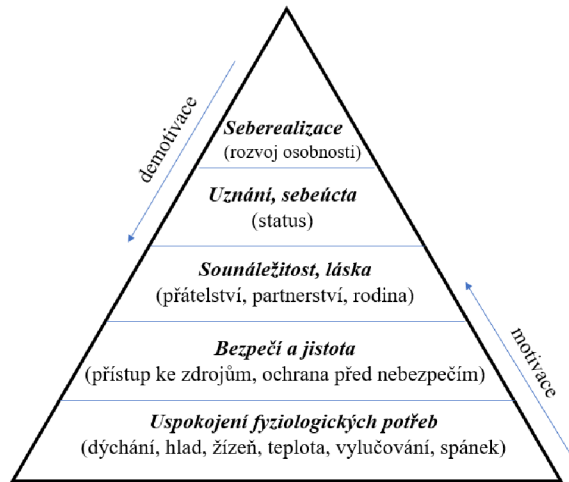 Seberealizace
(rozvoj osobnosti)
demotivace
Uznání, sebeúcta
(status)
Sounáležitost, láska
(přátelství, partnerství, rodina)
Bezpečí a jistota
(přístup ke zdrojům, ochrana před nebezpečím)
motivace
Uspokojení fyziologických potřeb
(dýchání, hlad, žízeň, teplota, vylučování, spánek)